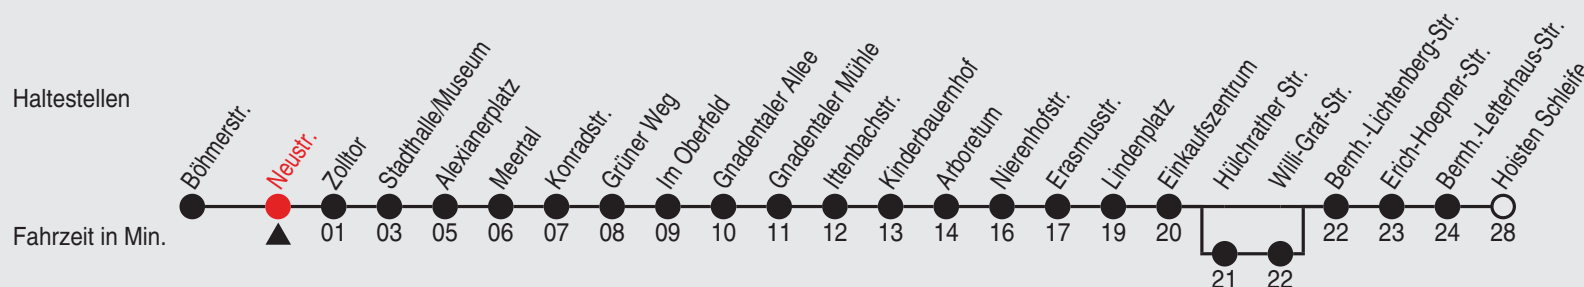 Haltestellen
Böhmerstr.
Neustr.
Zolltor
Stadthalle/Museum
Alexianerplatz
Meertal
Konradstr.
Grüner Weg
Im Oberfeld
Gnadentaler Allee
Gnadentaler Mühle
Ittenbachstr.
Kinderbauernhof
Arboretum
Nierenhofstr.
Erasmusstr.
Lindenplatz
Einkaufszentrum
Hülchrather Str.
Willi-Graf-Str.
Bernh.-Lichtenberg-Str.
Erich-Hoepner-Str.
Bernh.-Letterhaus-Str.
Hoisten Schleife
Fahrzeit in Min.
01 03 05 06 07 08 09 10 11 12 13 14 16 17 19 20 22 23 24 28
21 22